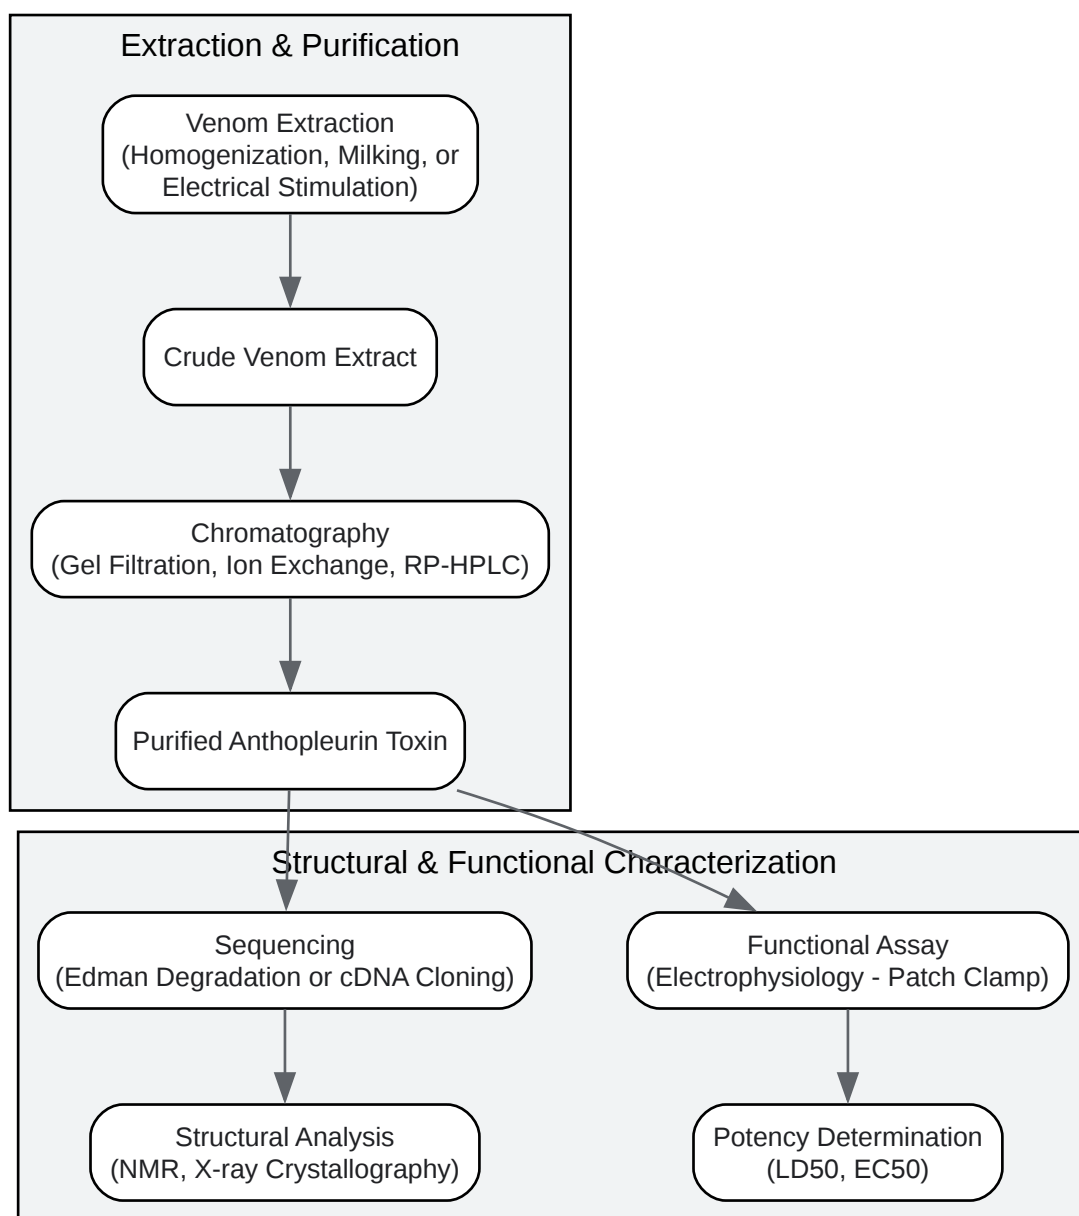 Extraction & Purification
Venom Extraction
(Homogenization, Milking, or
Electrical Stimulation)
Crude Venom Extract
Chromatography
(Gel Filtration, Ion Exchange, RP-HPLC)
Purified Anthopleurin Toxin
Structural & Functional Characterization
Sequencing
(Edman Degradation or cDNA Cloning)
Functional Assay
(Electrophysiology - Patch Clamp)
Structural Analysis
(NMR, X-ray Crystallography)
Potency Determination
(LD50, EC50)